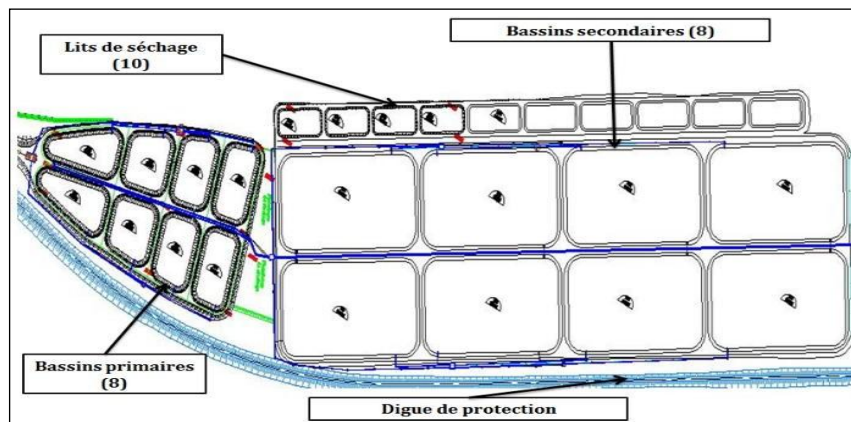 Lits de séchage
(10)
Bassins secondaires (8)
Bassins primaires
(8)
Digue de protection